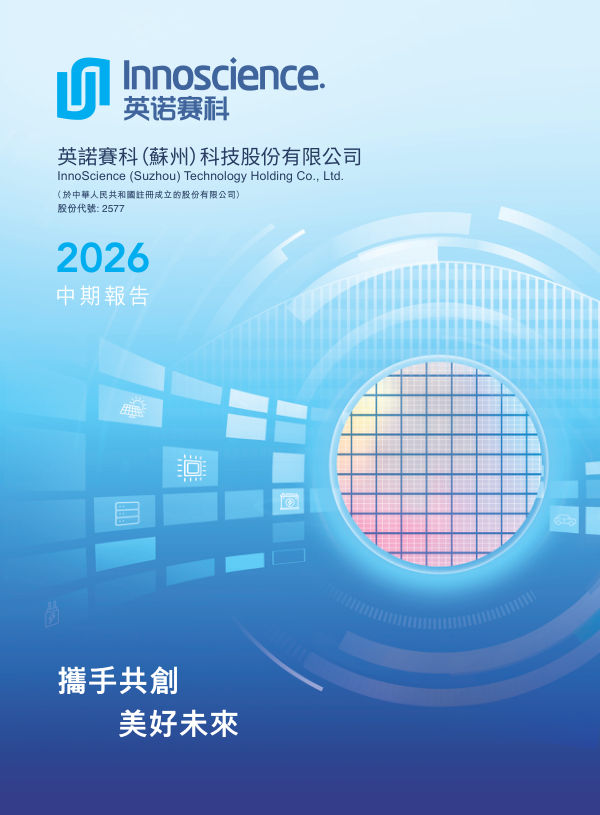 Innoscience.
英诺赛科
英諾賽科(蘇州)科技股份有限公司
InnoScience (Suzhou) Technology Holding Co., Ltd.
(於中華人民共和國註冊成立的股份有限公司)
股份代號: 2577
2026
中期報告
攜手共創
美好未來